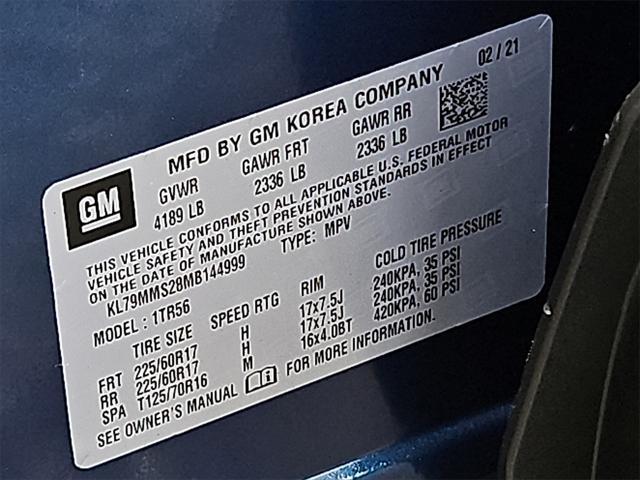 02 / 21
MFD BY GM KOREA COMPANY
GM
GVWR GAWR FRT GAWR RR
4189 LB 2336 LB 2336 LB
THIS VEHICLE CONFORMS TO ALL APPLICABLE U.S. FEDERAL MOTOR
VEHICLE SAFETY AND THEFT PREVENTION STANDARDS IN EFFECT
ON THE DATE OF MANUFACTURE SHOWN ABOVE.
KL79MMS28MB144999 TYPE: MPV
MODEL : 1TR56
TIRE SIZE SPEED RTG RIM COLD TIRE PRESSURE
FRT 225/60R17 H 17x7.5J 240KPA, 35 PSI
RR 225/60R17 H 17x7.5J 240KPA, 35 PSI
SPA T125/70R16 M 16x4.0BT 420KPA, 60 PSI
SEE OWNER'S MANUAL FOR MORE INFORMATION.